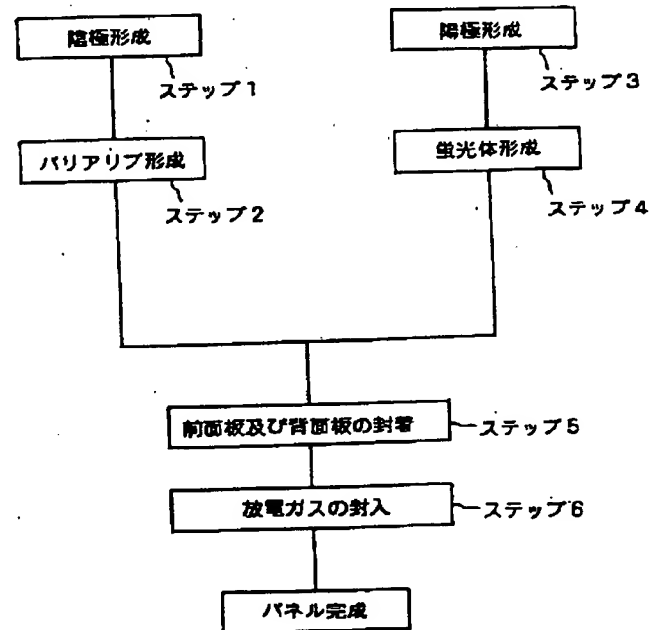 陰極形成
ステップ1
バリアリブ形成
ステップ2
陽極形成
ステップ3
蛍光体形成
ステップ4
前面板及び背面板の封着
ステップ5
放電ガスの封入
ステップ6
パネル完成